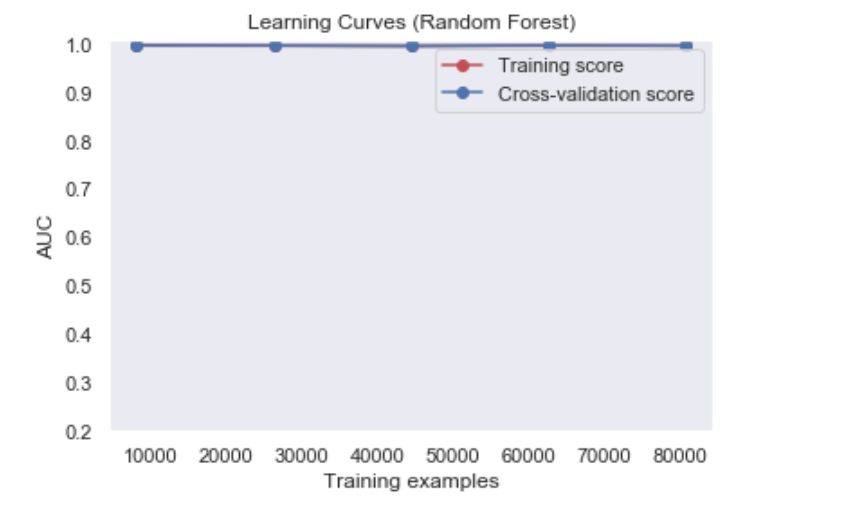 Learning Curves (Random Forest)
1.0
0.9
0.8
0.7
0.6
0.5
0.4
0.3
0.2
AUC
Training score
Cross-validation score
10000 20000 30000 40000 50000 60000 70000 80000
Training examples